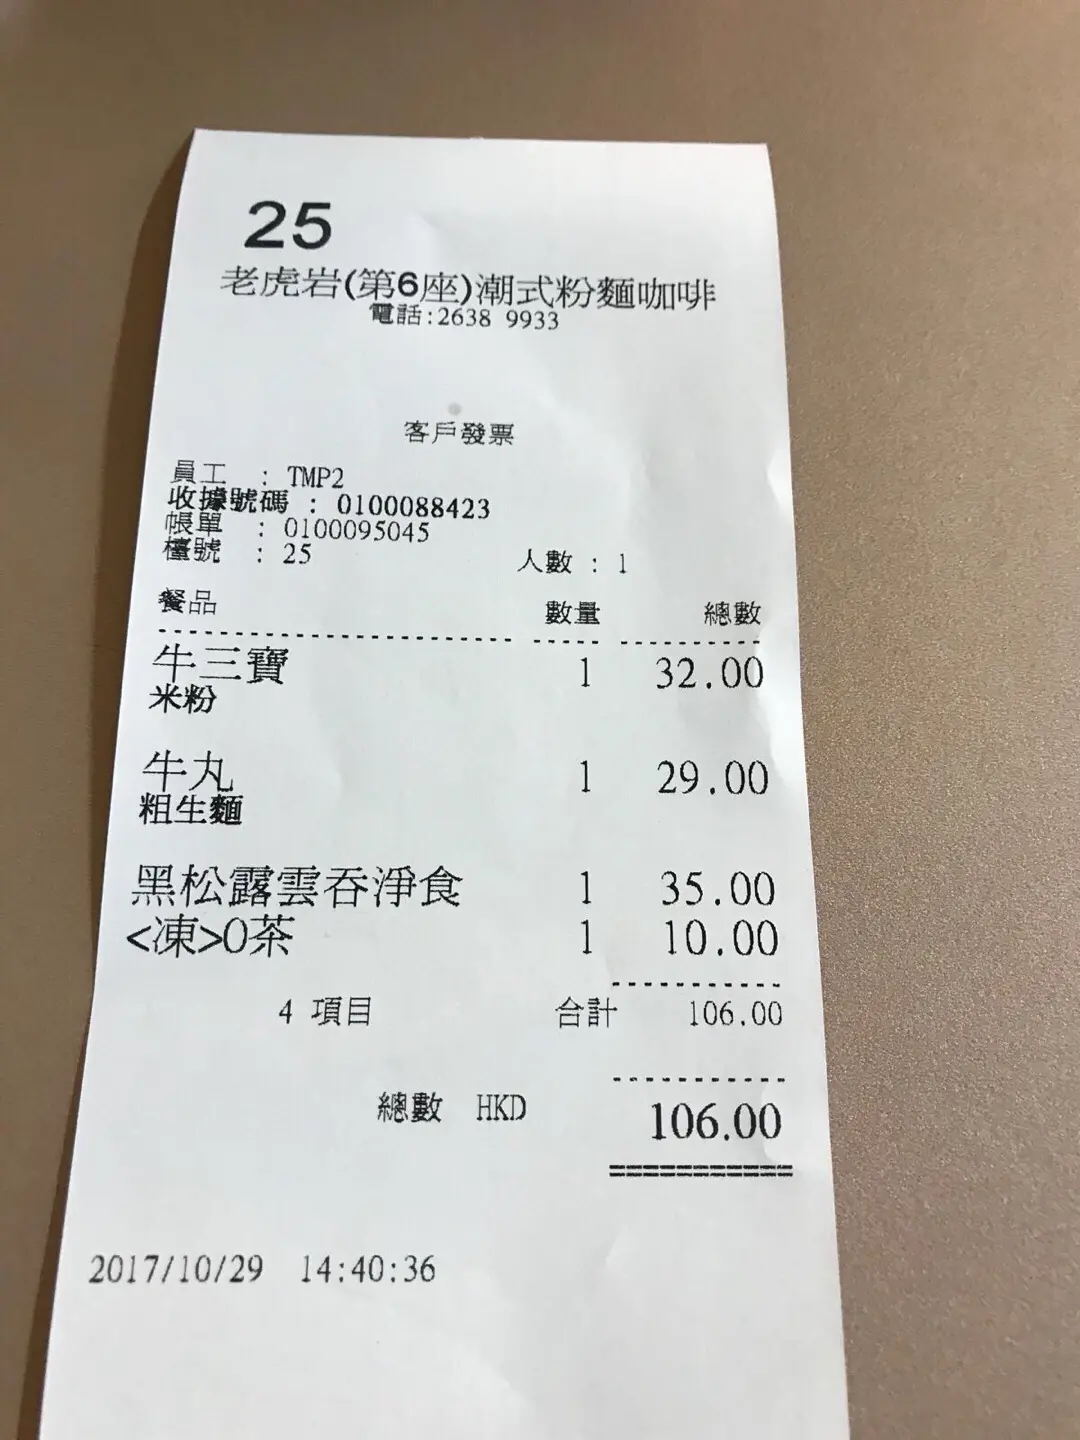 25
老虎岩(第6座)潮式粉麵咖啡
電話:2638 9933
客戶發票
員工 : TMP2
收據號碼 : 0100088423
帳單 : 0100095045
檯號 : 25 人數 : 1
餐品 數量 總數
牛三寶 1 32.00
米粉
牛丸 1 29.00
粗生麵
黑松露雲吞淨食 1 35.00
<凍>0茶 1 10.00
4 項目 合計 106.00
總數 HKD 106.00
2017/10/29 14:40:36